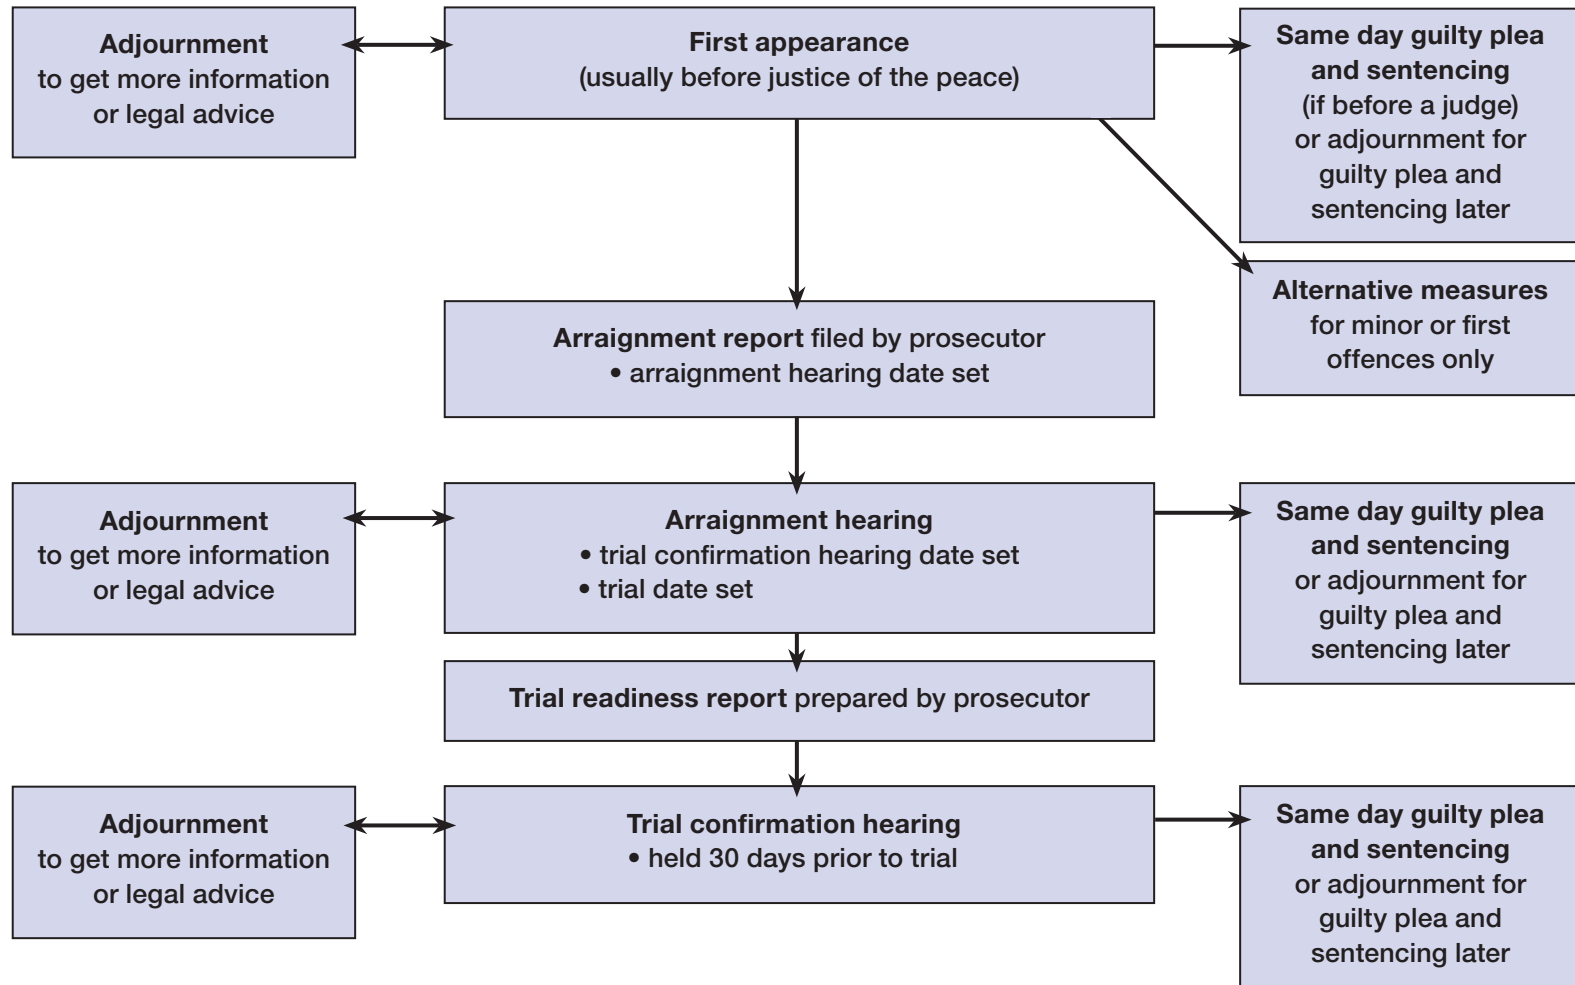 Adjournment
to get more information
or legal advice
First appearance
(usually before justice of the peace)
Same day guilty plea
and sentencing
(if before a judge)
or adjournment for
guilty plea and
sentencing later
Alternative measures
for minor or first
offences only
Arraignment report filed by prosecutor
• arraignment hearing date set
Adjournment
to get more information
or legal advice
Arraignment hearing
• trial confirmation hearing date set
• trial date set
Same day guilty plea
and sentencing
or adjournment for
guilty plea and
sentencing later
Trial readiness report prepared by prosecutor
Adjournment
to get more information
or legal advice
Trial confirmation hearing
• held 30 days prior to trial
Same day guilty plea
and sentencing
or adjournment for
guilty plea and
sentencing later